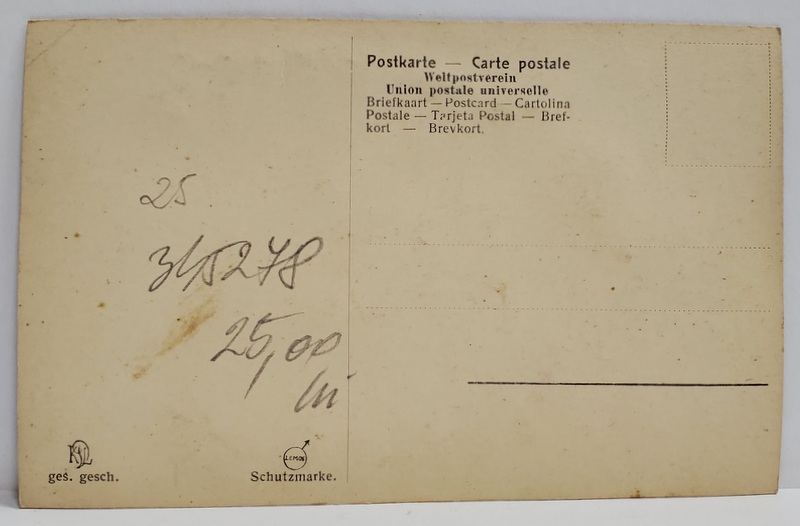 Postkarte — Carte postale
Weltpostverein
Union postale universelle
Briefkaart — Postcard — Cartolina
Postale — Tarjeta Postal — Bref-
kort — Brevkort.
25
25,00
LEMON
ges. gesch.
Schutzmarke.